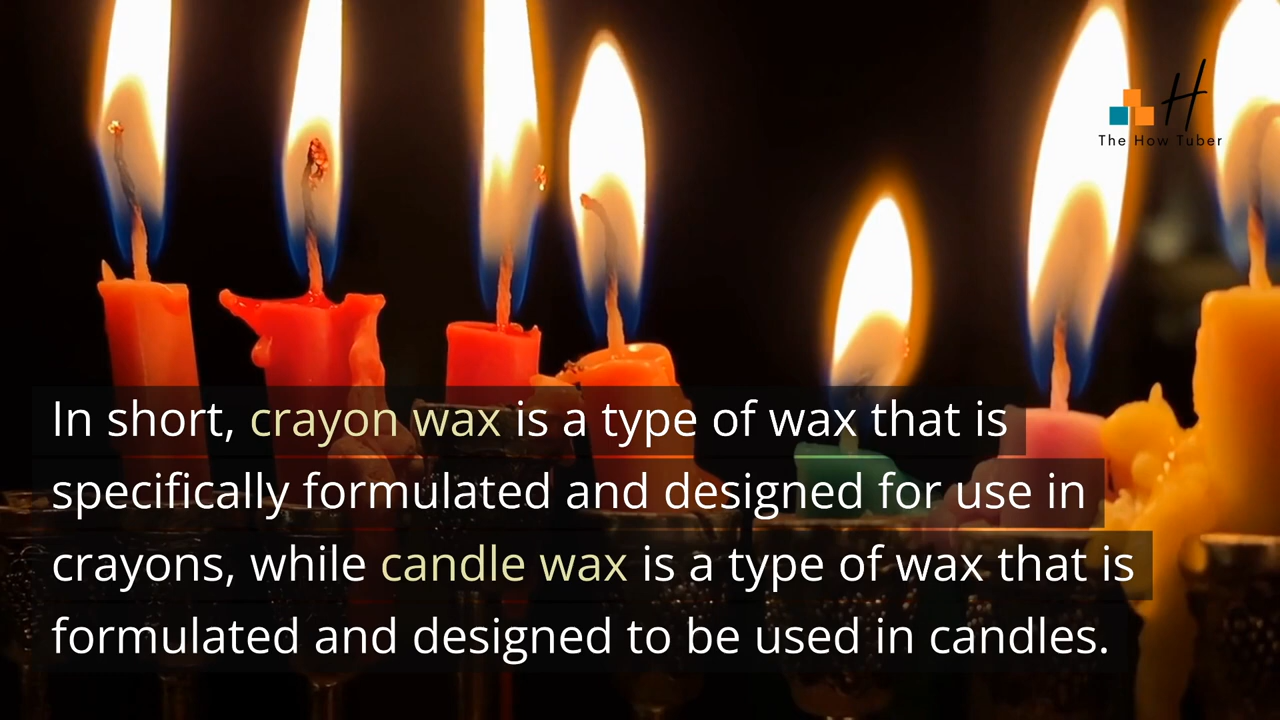 H
The How Tuber
In short, crayon wax is a type of wax that is
specifically formulated and designed for use in
crayons, while candle wax is a type of wax that is
formulated and designed to be used in candles.